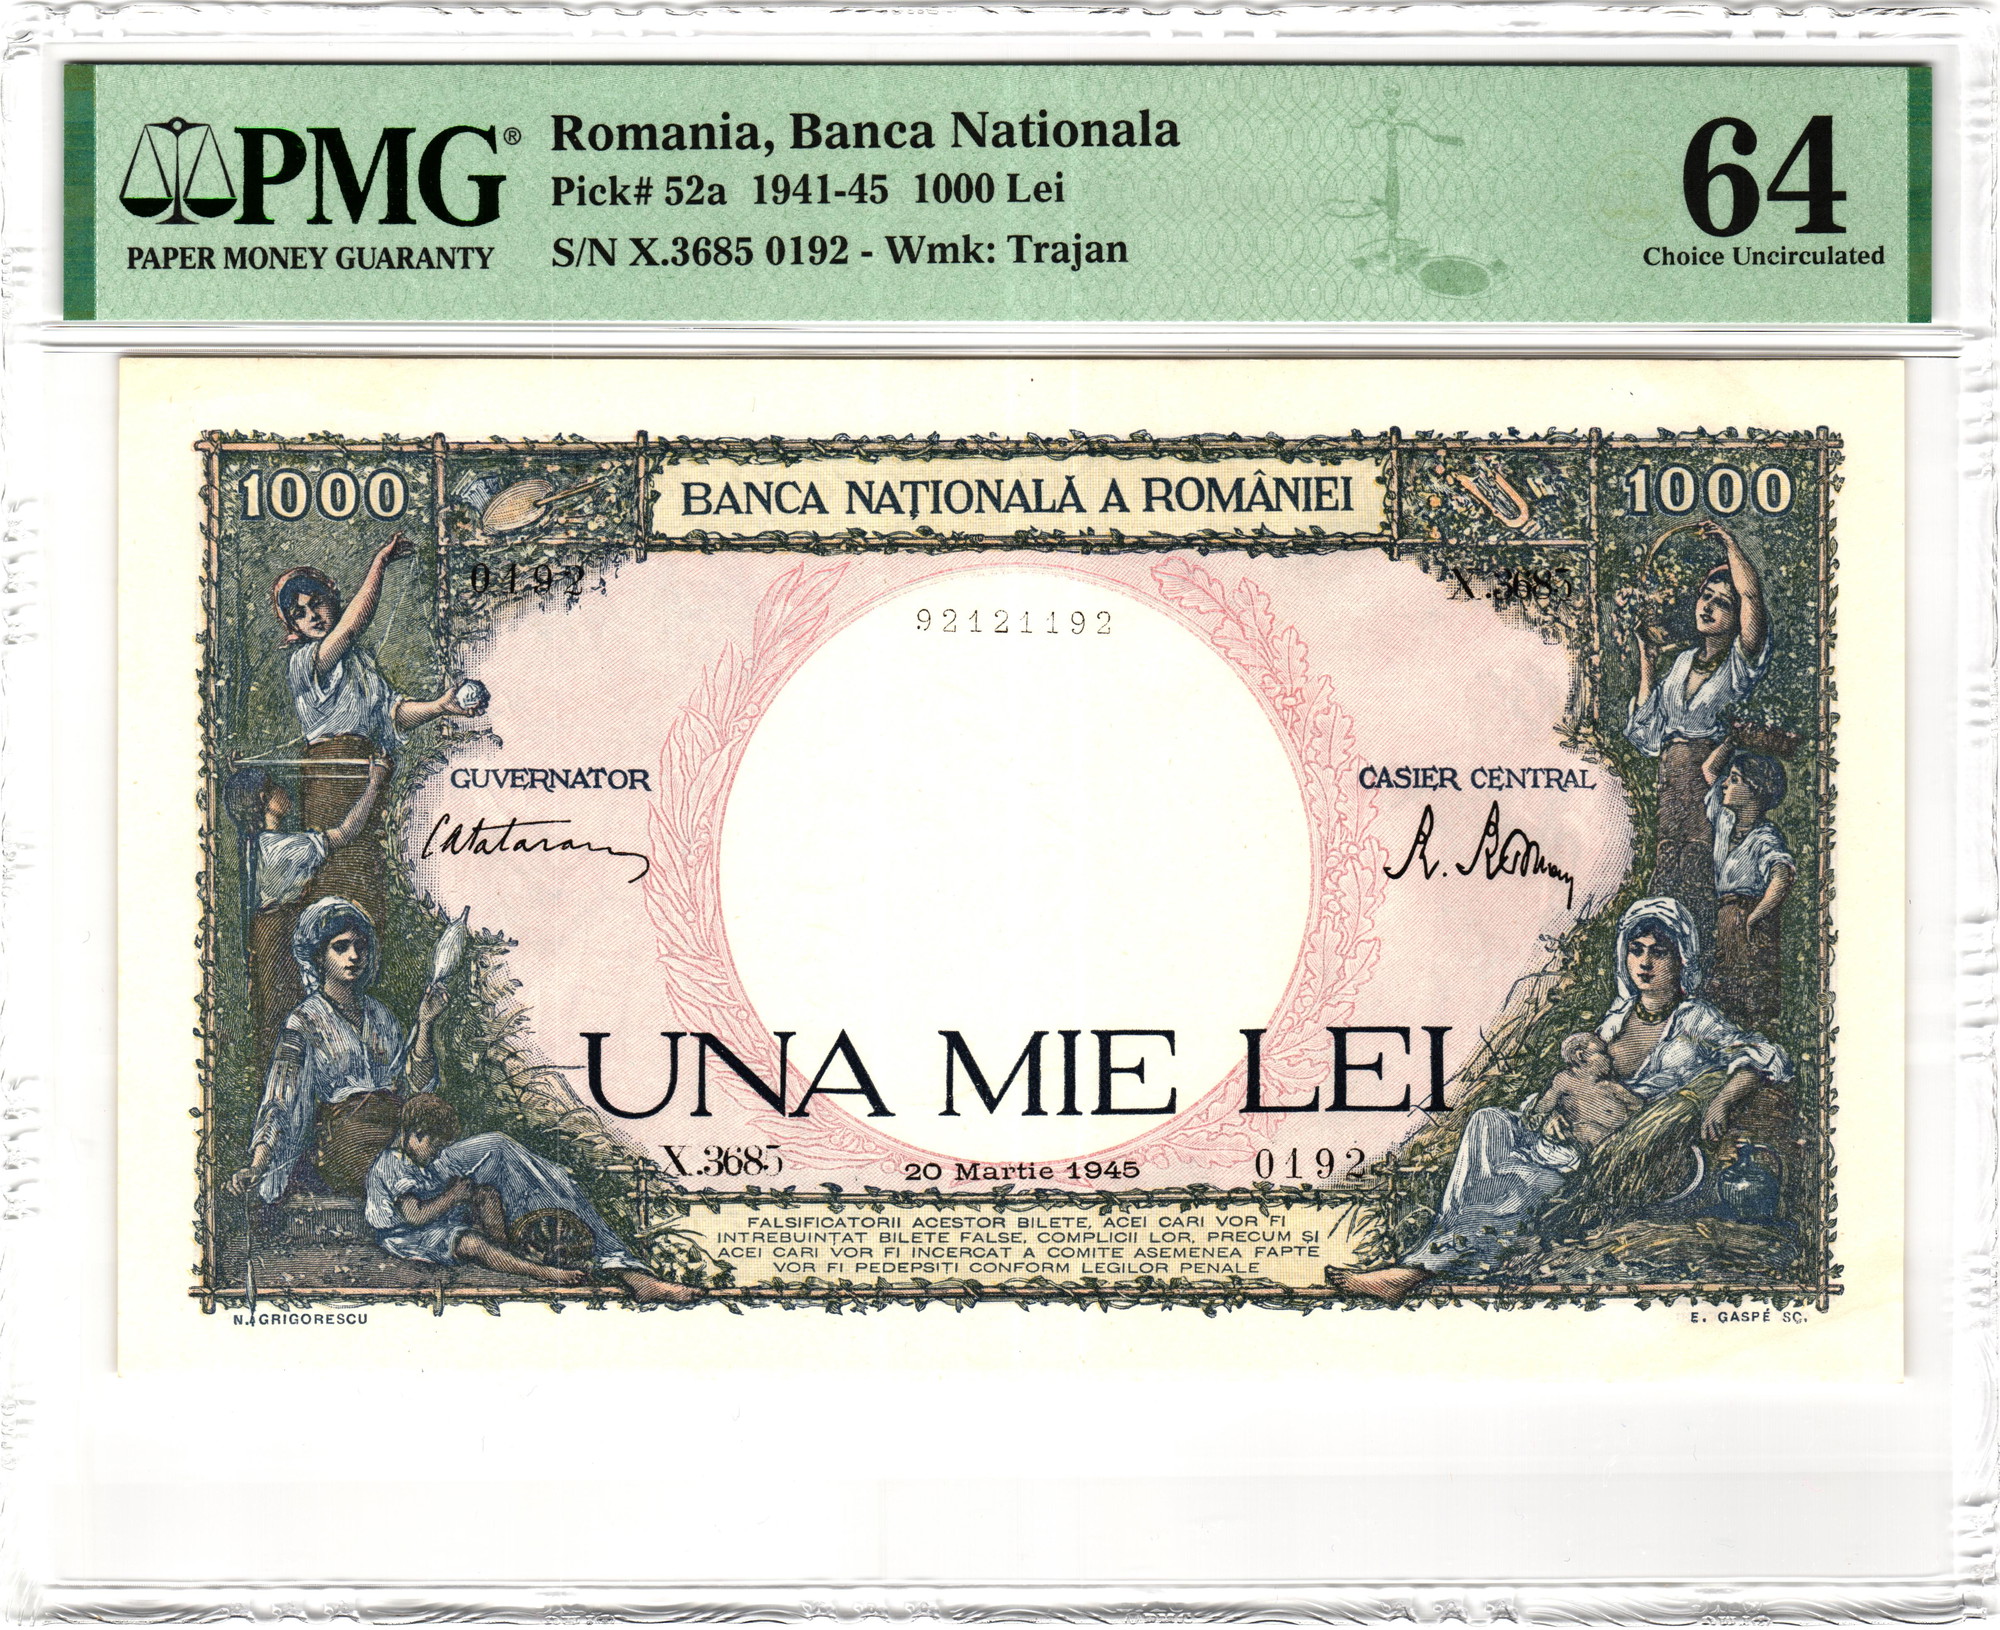 PMG®
PAPER MONEY GUARANTY
Romania, Banca Nationala
Pick# 52a 1941-45 1000 Lei
S/N X.3685 0192 - Wmk: Trajan
64
Choice Uncirculated
1000
BANCA NAȚIONALĂ A ROMÂNIEI
1000
0192
X.3685
92121192
GUVERNATOR
CASIER CENTRAL
UNA MIE LEI
X.3685
20 Martie 1945
0192
FALSIFICATORII ACESTOR BILETE, ACEI CARI VOR FI
INTREBUINȚAT BILETE FALSE, COMPLICII LOR, PRECUM ȘI
ACEI CARI VOR FI INCERCAT A COMITE ASEMENEA FAPTE
VOR FI PEDEPSIȚI CONFORM LEGILOR PENALE
N. GRIGORESCU
E. GASPÉ SC.